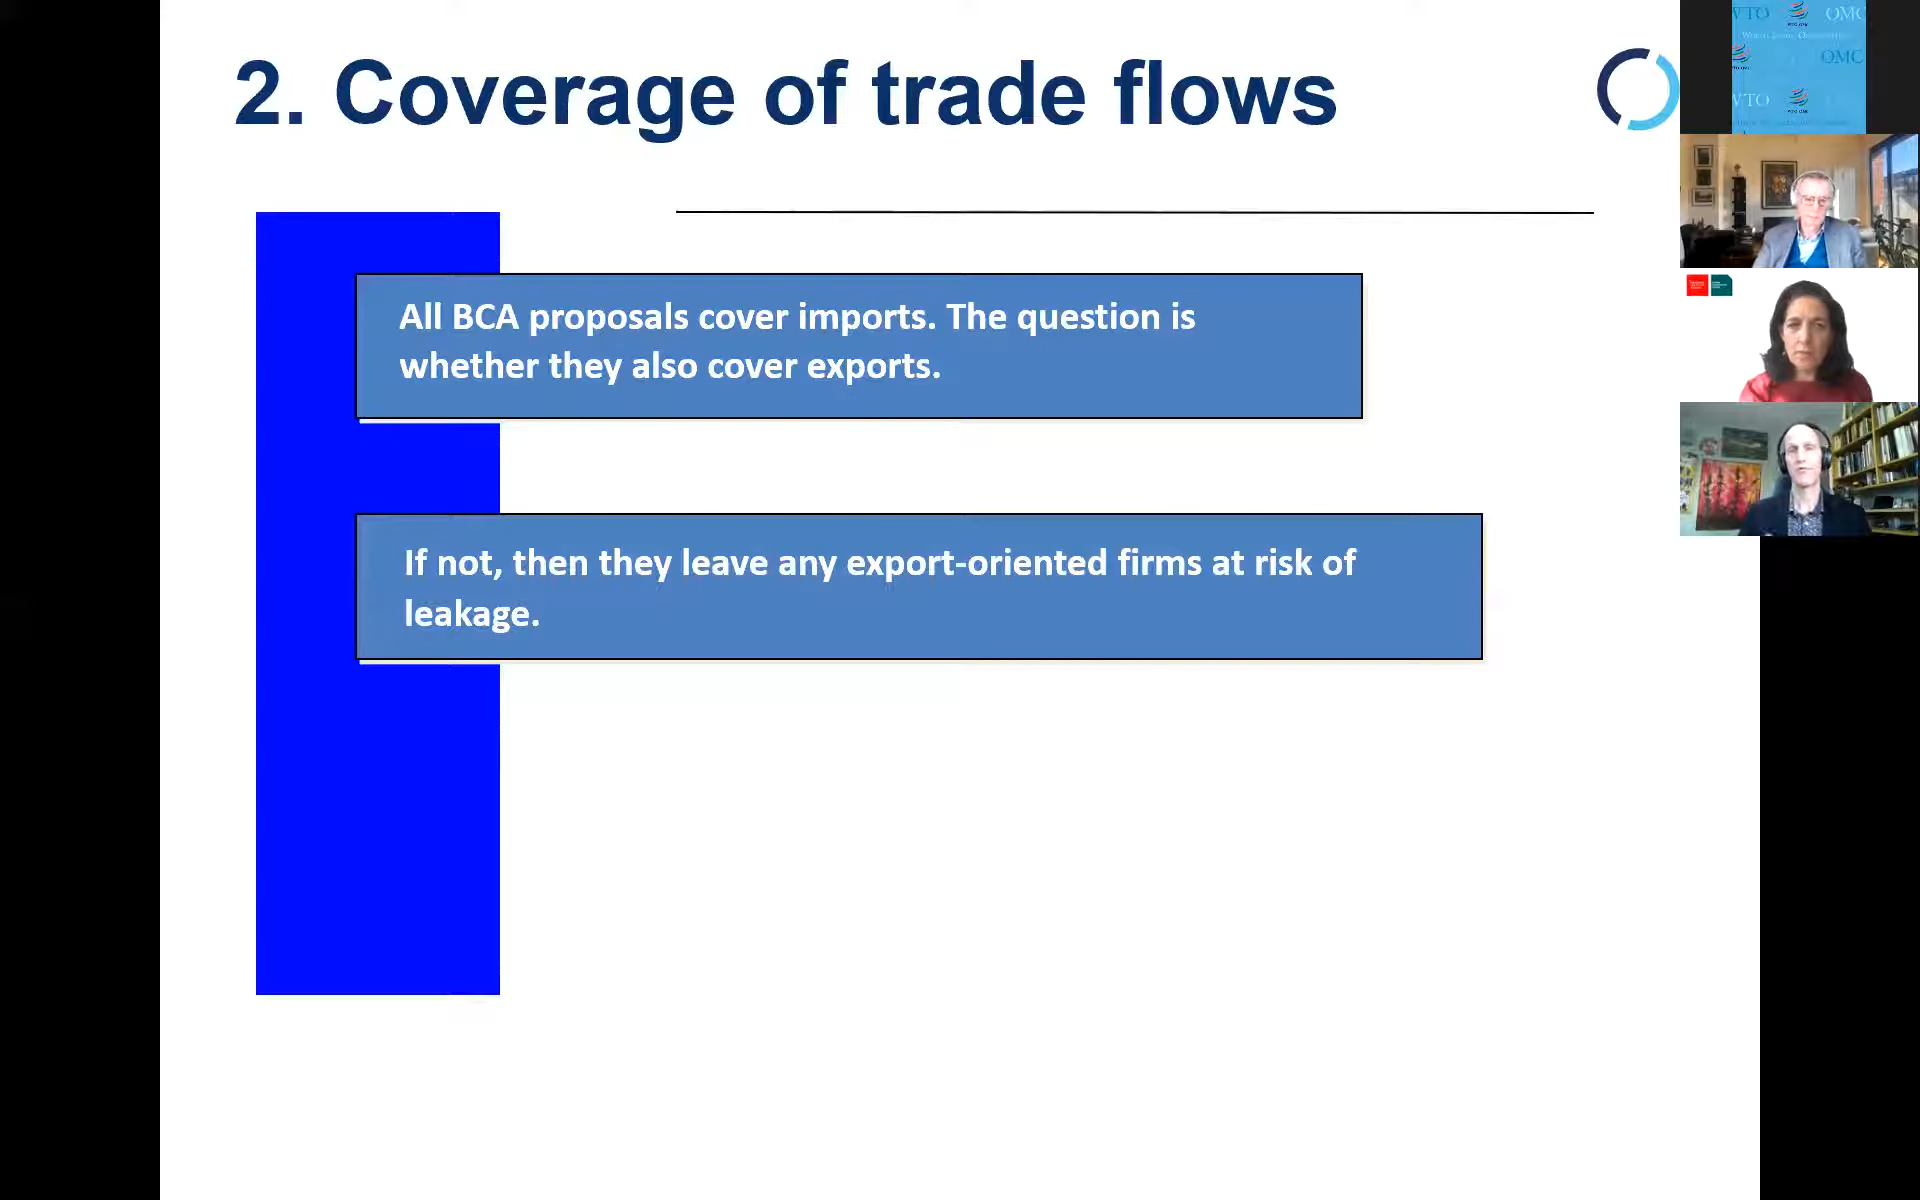 2. Coverage of trade flows
All BCA proposals cover imports. The question is
whether they also cover exports.
If not, then they leave any export-oriented firms at risk of
leakage.
WTO
OMC
OMC
WTO